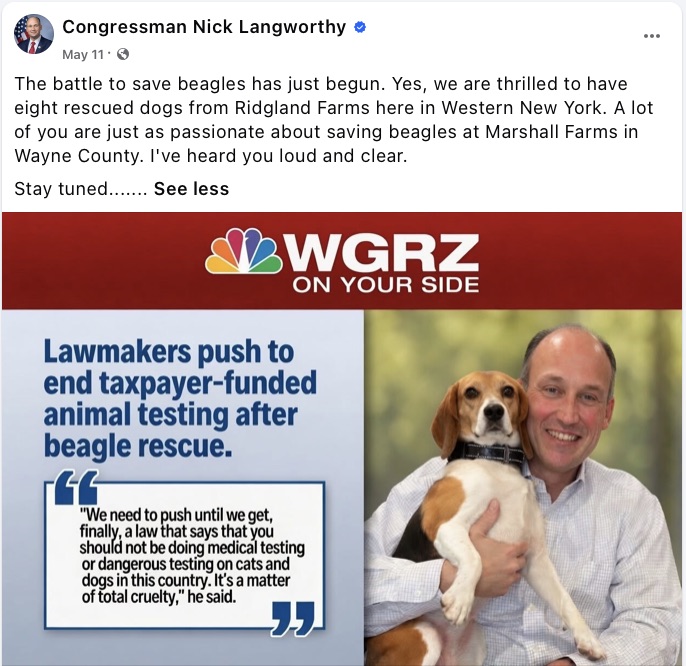 Congressman Nick Langworthy
May 11 ·
The battle to save beagles has just begun. Yes, we are thrilled to have
eight rescued dogs from Ridgland Farms here in Western New York. A lot
of you are just as passionate about saving beagles at Marshall Farms in
Wayne County. I've heard you loud and clear.
Stay tuned....... See less
WGRZ
ON YOUR SIDE
Lawmakers push to
end taxpayer-funded
animal testing after
beagle rescue.
"We need to push until we get,
finally, a law that says that you
should not be doing medical testing
or dangerous testing on cats and
dogs in this country. It's a matter
of total cruelty," he said.